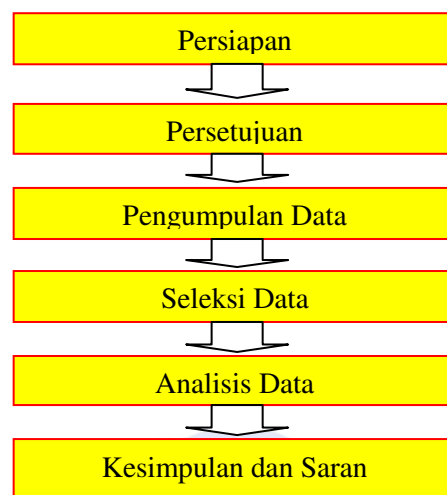 Persiapan
Persetujuan
Pengumpulan Data
Seleksi Data
Analisis Data
Kesimpulan dan Saran